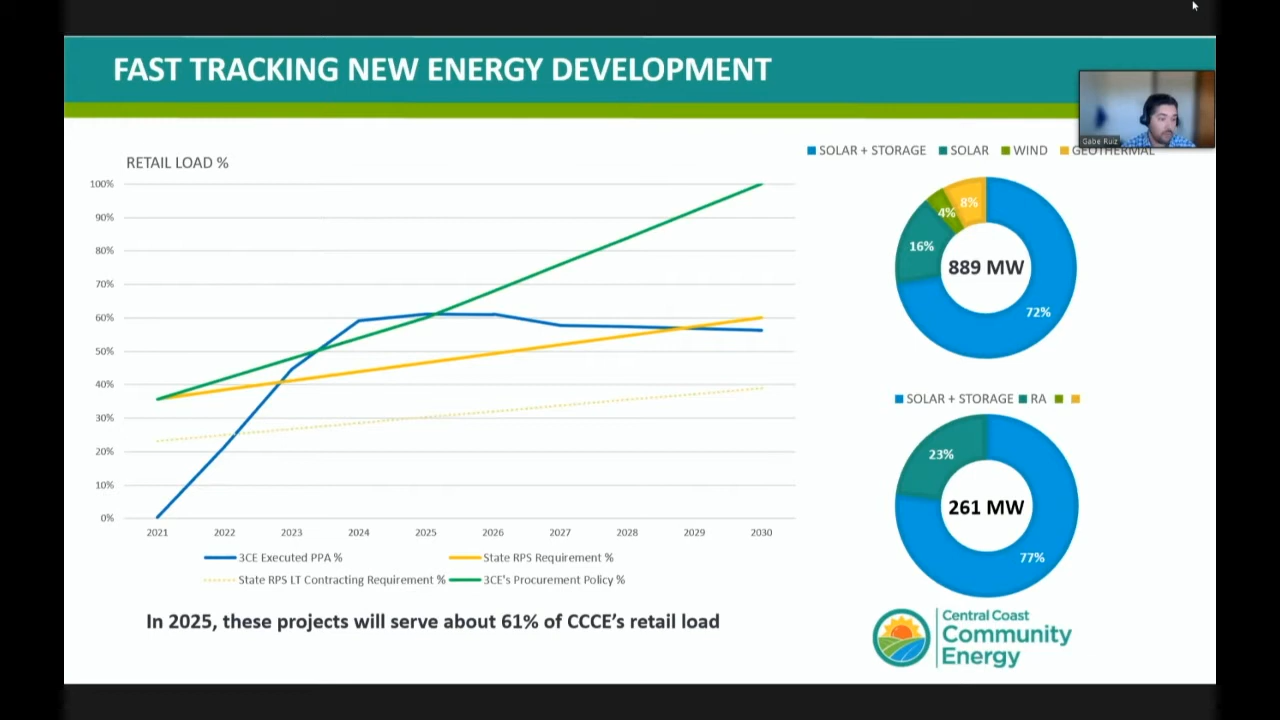 FAST TRACKING NEW ENERGY DEVELOPMENT
Gabe Ruiz
RETAIL LOAD %
100%
90%
80%
70%
60%
50%
40%
30%
20%
10%
0%
2021 2022 2023 2024 2025 2026 2027 2028 2029 2030
3CE Executed PPA % State RPS Requirement %
State RPS LT Contracting Requirement % 3CE's Procurement Policy %
In 2025, these projects will serve about 61% of CCCE's retail load
SOLAR + STORAGE SOLAR WIND GEOTHERMAL
8%
4%
16%
889 MW
72%
SOLAR + STORAGE RA
23%
261 MW
77%
Central Coast
Community
Energy